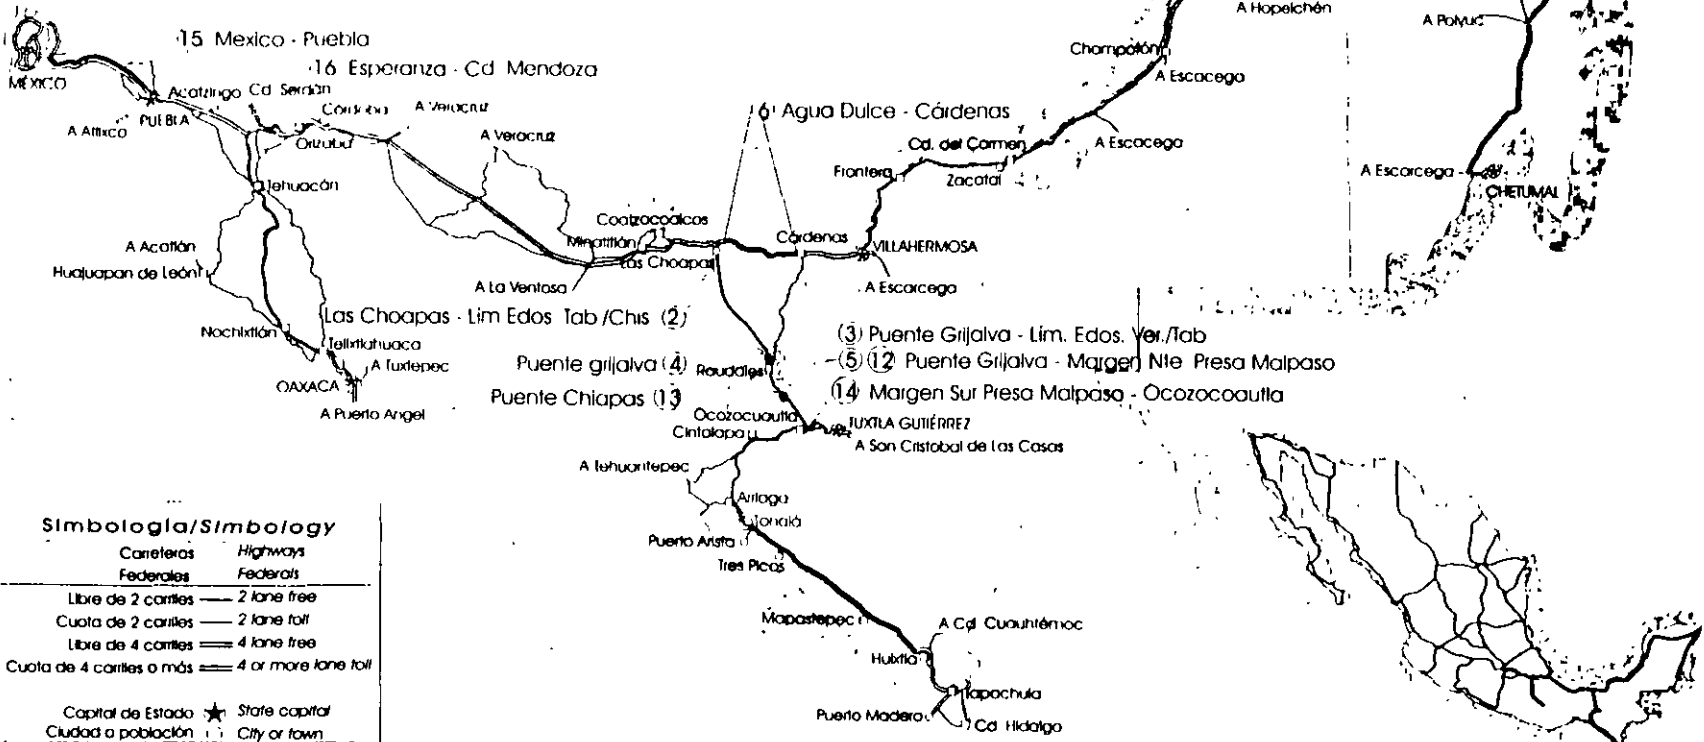 A Hopelchén
A Polyuc
15 Mexico - Puebla
16 Esperanza - Cd Mendoza
Champotón
A Escacega
MÉXICO
Acatzingo
Cd Serdán
Córdoba
A Veracruz
6 Agua Dulce - Cárdenas
A Atlixco
PUEBLA
Orizaba
A Veracruz
Cd. del Carmen
A Escacega
Frontera
Zacatal
A Escarcega
CHETUMAL
Tehuacán
Coatzocoalcos
A Acatlán
Minatitlán
Cárdenas
VILLAHERMOSA
Huajuapan de León
Las Choapas
A La Ventosa
A Escarcega
Las Choapas - Lim Edos Tab /Chis (2)
Nochixtlán
(3) Puente Grijalva - Lím. Edos. Ver./Tab
Telixtlahuaca
A Tuxtepec
Puente grijalva (4)
Raudales
(5) (12) Puente Grijalva - Margen Nte Presa Malpaso
OAXACA
Puente Chiapas (13)
(14) Margen Sur Presa Malpaso - Ocozocoautla
A Puerto Angel
Ocozocuautla
TUXTLA GUTIÉRREZ
Cintalapa
A San Cristobal de Las Casas
A Tehuantepec
Arriaga
Tonalá
Puerto Arista
Tres Picos
Mapastepec
A Cd Cuauhtémoc
Huixtla
Tapachula
Puerto Madero
Cd Hidalgo
Simbología/Simbology
Carreteras Highways
Federales Federals
Libre de 2 carriles 2 lane free
Cuota de 2 carriles 2 lane toll
Libre de 4 carriles 4 lane free
Cuota de 4 carriles o más 4 or more lane toll
Capital de Estado State capital
Ciudad o población City or town